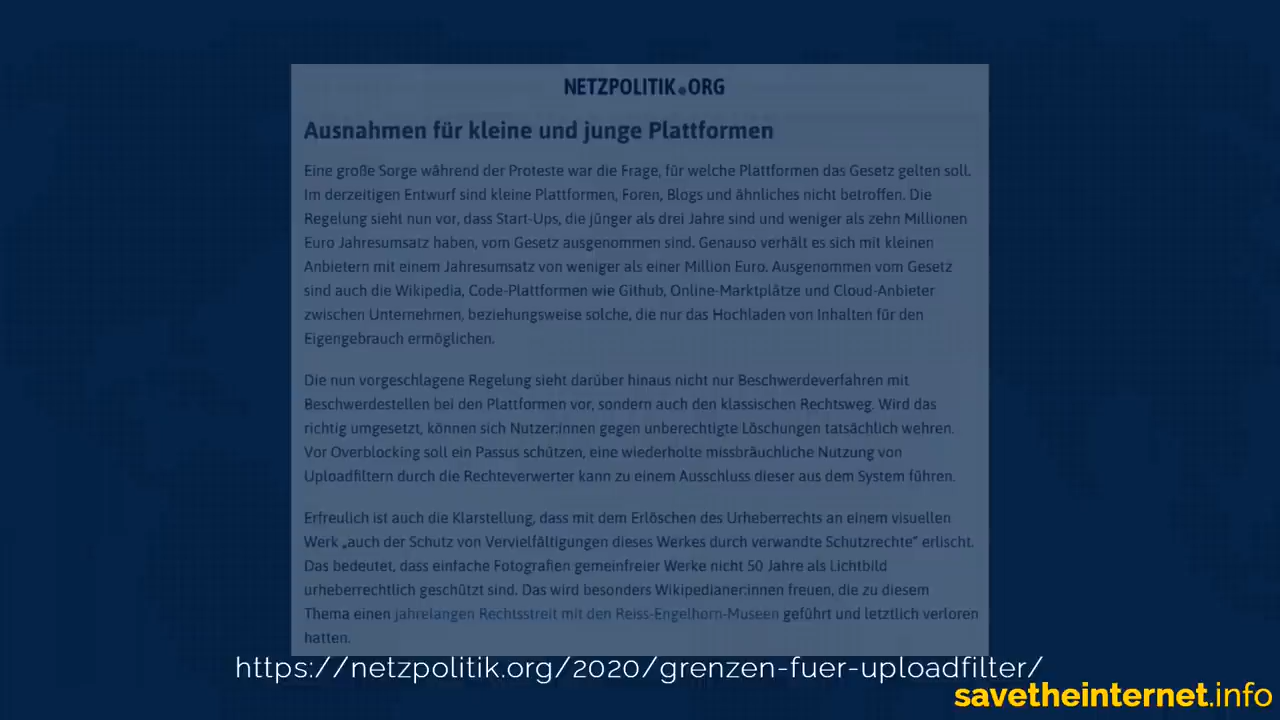 NETZPOLITIK.ORG
Ausnahmen für kleine und junge Plattformen
Eine große Sorge während der Proteste war die Frage, für welche Plattformen das Gesetz gelten soll.
Im derzeitigen Entwurf sind kleine Plattformen, Foren, Blogs und ähnliches nicht betroffen. Die
Regelung sieht nun vor, dass Start-Ups, die jünger als drei Jahre sind und weniger als zehn Millionen
Euro Jahresumsatz haben, vom Gesetz ausgenommen sind. Genauso verhält es sich mit kleinen
Anbietern mit einem Jahresumsatz von weniger als einer Million Euro. Ausgenommen vom Gesetz
sind auch die Wikipedia, Code-Plattformen wie Github, Online-Marktplätze und Cloud-Anbieter
zwischen Unternehmen, beziehungsweise solche, die nur das Hochladen von Inhalten für den
Eigengebrauch ermöglichen.
Die nun vorgeschlagene Regelung sieht darüber hinaus nicht nur Beschwerdeverfahren mit
Beschwerdestellen bei den Plattformen vor, sondern auch den klassischen Rechtsweg. Wird das
richtig umgesetzt, können sich Nutzer:innen gegen unberechtigte Löschungen tatsächlich wehren.
Vor Overblocking soll ein Passus schützen, eine wiederholte missbräuchliche Nutzung von
Uploadfiltern durch die Rechteverwerter kann zu einem Ausschluss dieser aus dem System führen.
Erfreulich ist auch die Klarstellung, dass mit dem Erlöschen des Urheberrechts an einem visuellen
Werk „auch der Schutz von Vervielfältigungen dieses Werkes durch verwandte Schutzrechte“ erlischt.
Das bedeutet, dass einfache Fotografien gemeinfreier Werke nicht 50 Jahre als Lichtbild
urheberrechtlich geschützt sind. Das wird besonders Wikipedianer:innen freuen, die zu diesem
Thema einen jahrelangen Rechtsstreit mit den Reiss-Engelhorn-Museen geführt und letztlich verloren
hatten.
https://netzpolitik.org/2020/grenzen-fuer-uploadfilter/
savetheinternet.info